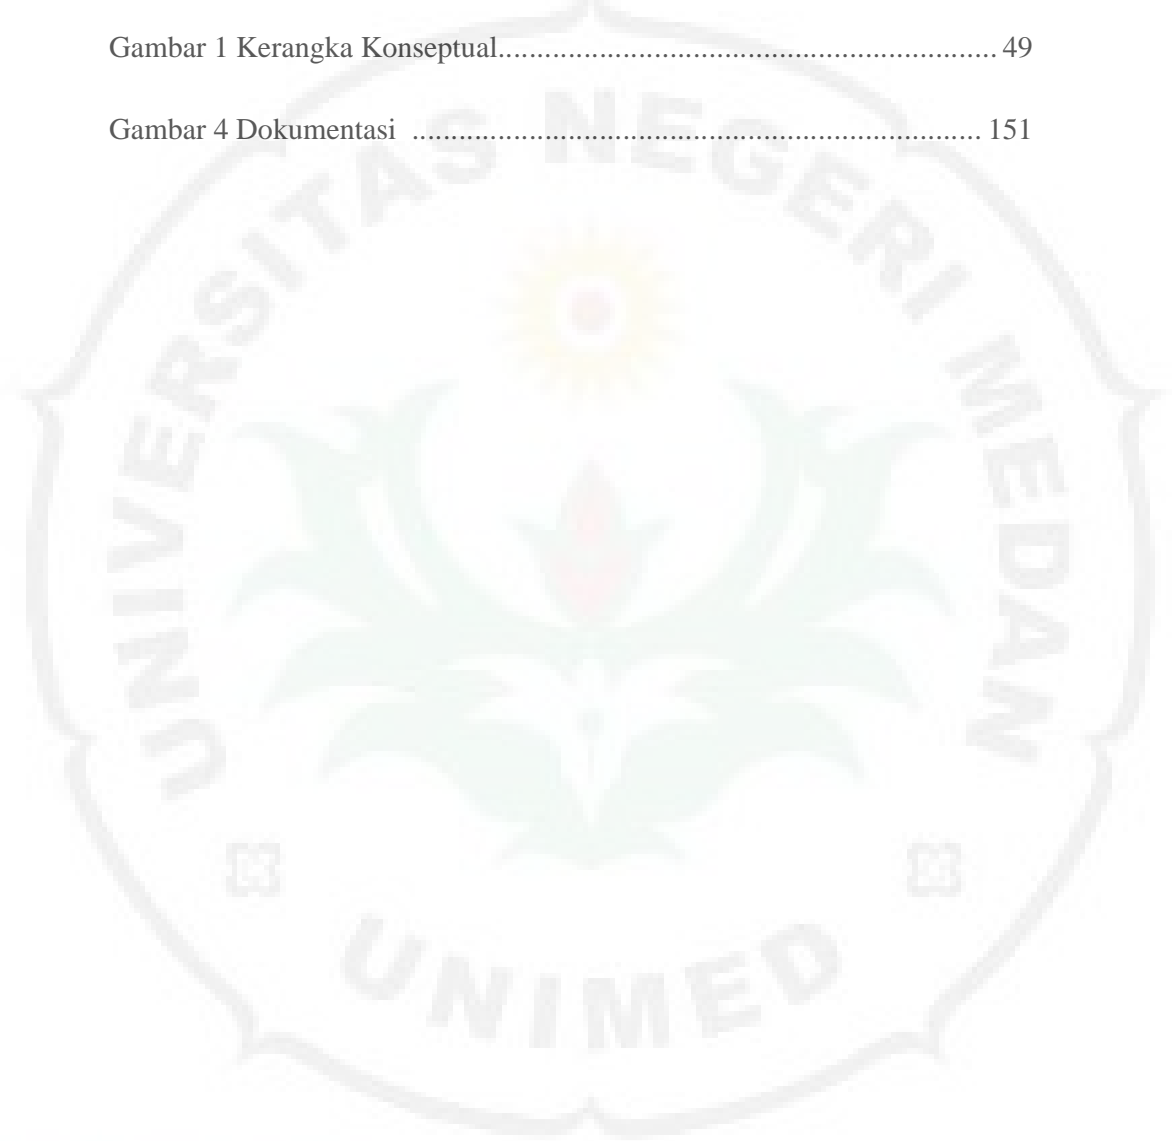 Gambar 1 Kerangka Konseptual................................................................. 49
Gambar 4 Dokumentasi .......................................................................... 151
UNIVERSITAS NEGERI MEDAN
UNIMED